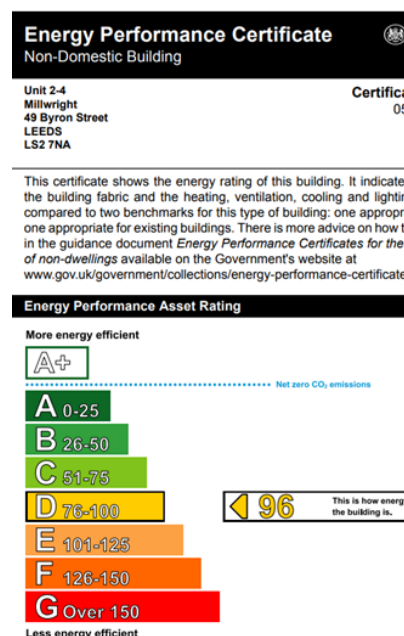 Energy Performance Certificate
Non-Domestic Building
Unit 2-4
Millwright
49 Byron Street
LEEDS
LS2 7NA
Certifica
05
This certificate shows the energy rating of this building. It indicate
the building fabric and the heating, ventilation, cooling and lightin
compared to two benchmarks for this type of building: one appropr
one appropriate for existing buildings. There is more advice on how t
in the guidance document Energy Performance Certificates for the
of non-dwellings available on the Government's website at
www.gov.uk/government/collections/energy-performance-certificate
Energy Performance Asset Rating
More energy efficient
A+
Net zero CO₂ emissions
A 0-25
B 26-50
C 51-75
D 76-100
96
This is how energ
the building is.
E 101-125
F 126-150
G Over 150
Less energy efficient